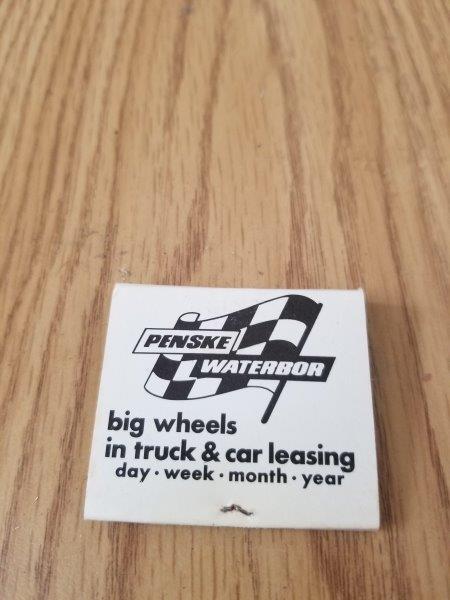 PENSKE
WATERBOR
big wheels
in truck & car leasing
day · week · month · year